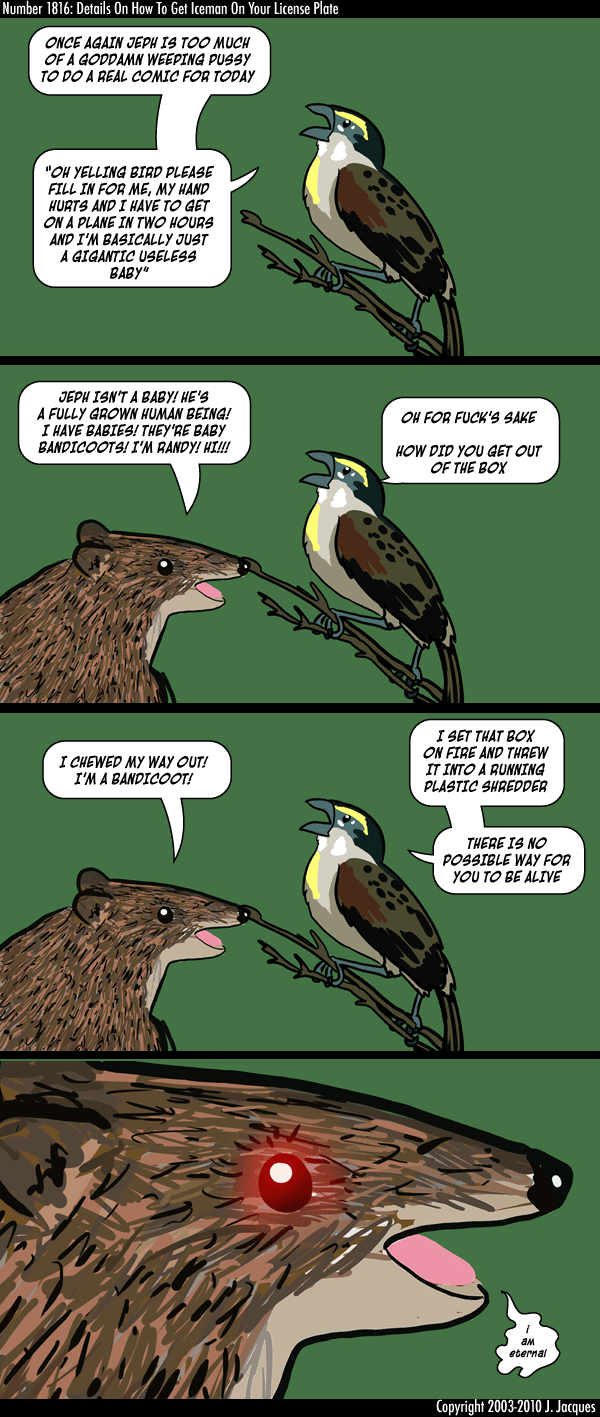 Number 1816: Details On How To Get Iceman On Your License Plate
ONCE AGAIN JEPH IS TOO MUCH
OF A GODDAMN WEEPING PUSSY
TO DO A REAL COMIC FOR TODAY
"OH YELLING BIRD PLEASE
FILL IN FOR ME, MY HAND
HURTS AND I HAVE TO GET
ON A PLANE IN TWO HOURS
AND I'M BASICALLY JUST
A GIGANTIC USELESS
BABY"
JEPH ISN'T A BABY! HE'S
A FULLY GROWN HUMAN BEING!
I HAVE BABIES! THEY'RE BABY
BANDICOOTS! I'M RANDY! HI!!!
OH FOR FUCK'S SAKE
HOW DID YOU GET OUT
OF THE BOX
I CHEWED MY WAY OUT!
I'M A BANDICOOT!
I SET THAT BOX
ON FIRE AND THREW
IT INTO A RUNNING
PLASTIC SHREDDER
THERE IS NO
POSSIBLE WAY FOR
YOU TO BE ALIVE
i
am
eternal
Copyright 2003-2010 J. Jacques